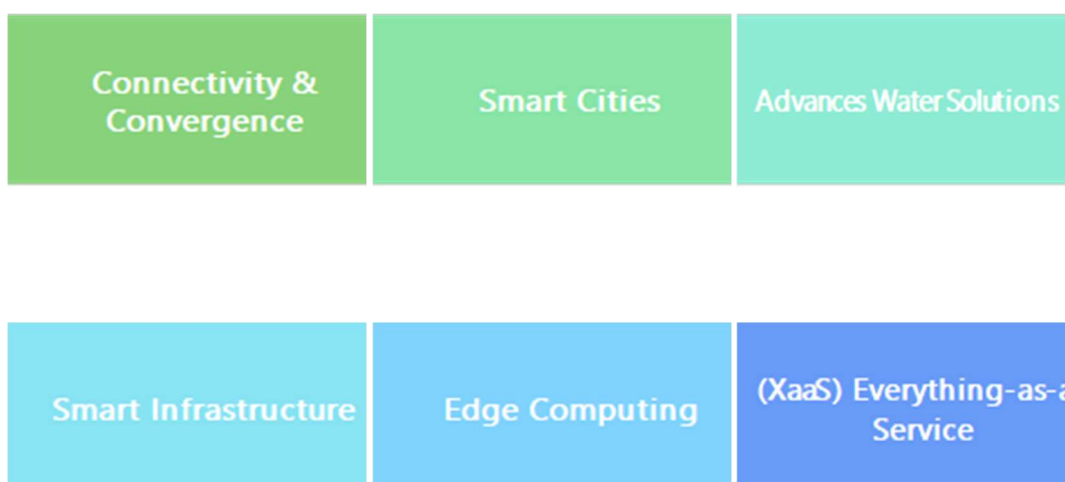 Connectivity &
Convergence
Smart Cities
Advances Water Solutions
Smart Infrastructure
Edge Computing
(XaaS) Everything-as-a
Service